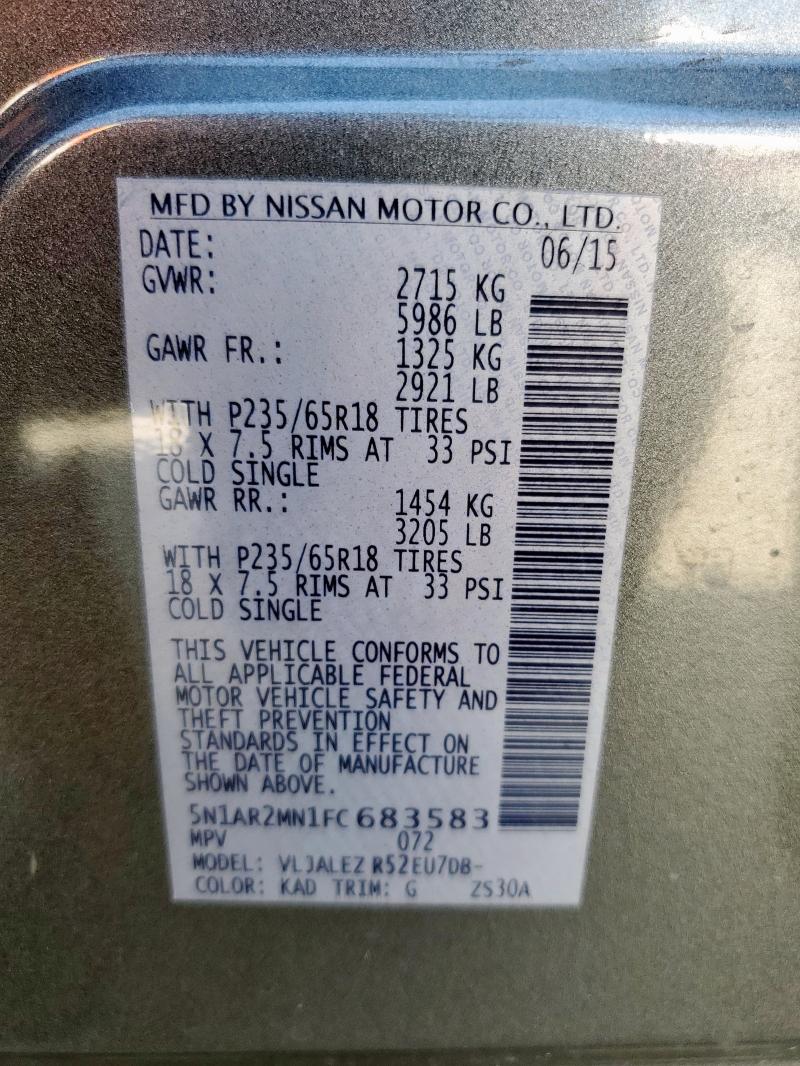 MFD BY NISSAN MOTOR CO., LTD.
DATE: 06/15
GVWR: 2715 KG
5986 LB
GAWR FR.: 1325 KG
2921 LB
WITH P235/65R18 TIRES
18 X 7.5 RIMS AT 33 PSI
COLD SINGLE
GAWR RR.: 1454 KG
3205 LB
WITH P235/65R18 TIRES
18 X 7.5 RIMS AT 33 PSI
COLD SINGLE
THIS VEHICLE CONFORMS TO
ALL APPLICABLE FEDERAL
MOTOR VEHICLE SAFETY AND
THEFT PREVENTION
STANDARDS IN EFFECT ON
THE DATE OF MANUFACTURE
SHOWN ABOVE.
5N1AR2MN1FC683583
MPV 072
MODEL: VLJALEZ R52EU7DB-
COLOR: KAD TRIM: G ZS30A